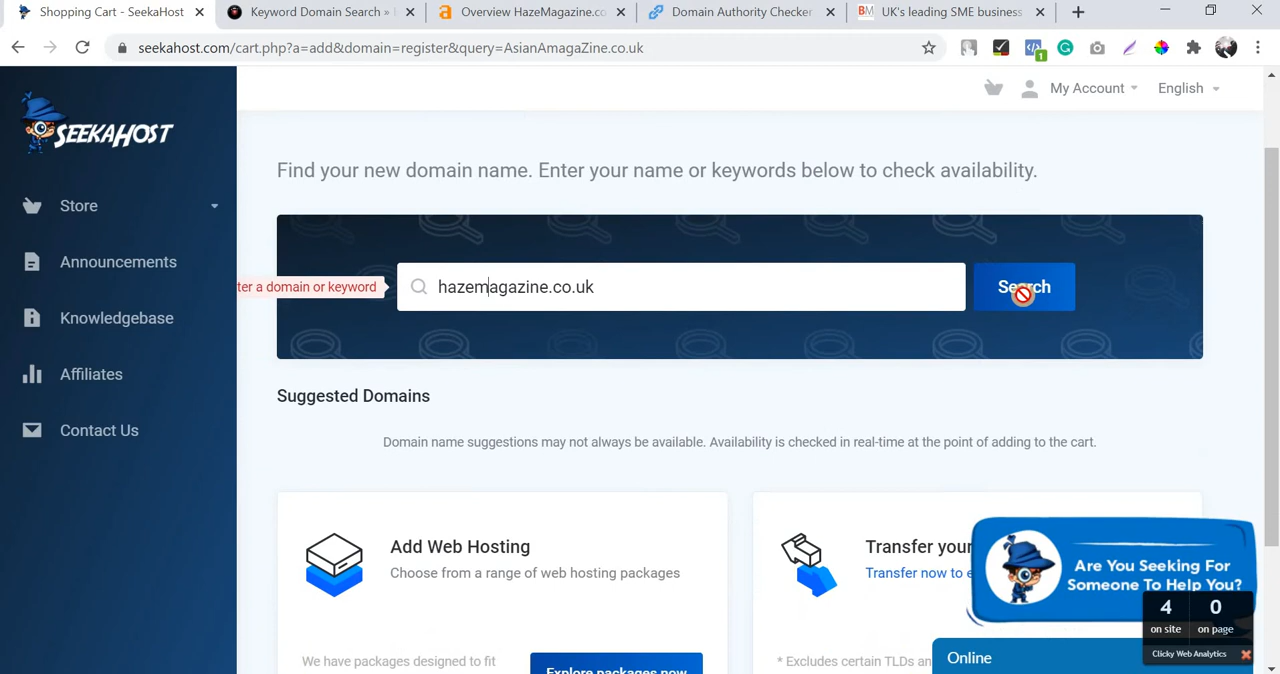 Shopping Cart - SeekaHost
Keyword Domain Search »
Overview HazeMagazine.co
Domain Authority Checker
BM UK's leading SME business
seekahost.com/cart.php?a=add&domain=register&query=AsianAmagaZine.co.uk
1
SEEKAHOST
My Account
English
Store
Announcements
Knowledgebase
Affiliates
Contact Us
Find your new domain name. Enter your name or keywords below to check availability.
ter a domain or keyword
hazemagazine.co.uk
Search
Suggested Domains
Domain name suggestions may not always be available. Availability is checked in real-time at the point of adding to the cart.
Add Web Hosting
Choose from a range of web hosting packages
We have packages designed to fit
Explore packages now
Transfer your
Transfer now to e
* Excludes certain TLDs an
Are You Seeking For
Someone To Help You?
4 0
on site on page
Clicky Web Analytics
Online